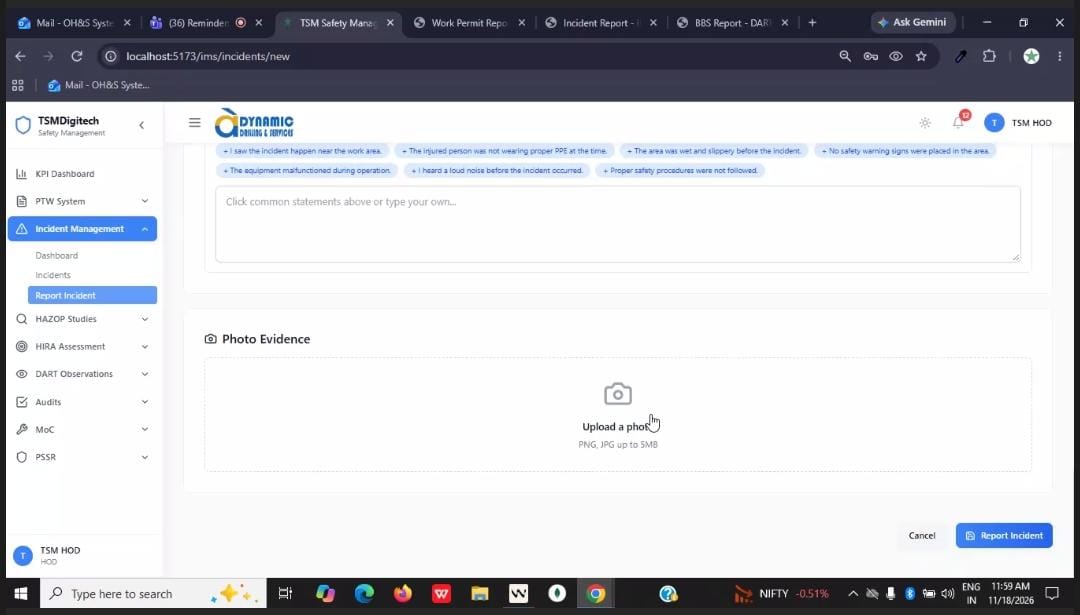 Mail - OH&S Syste
(36) Reminder
TSM Safety Mana
Work Permit Repo
Incident Report -
BBS Report - DAR
Ask Gemini
localhost:5173/ims/incidents/new
Mail - OH&S Syste...
TSMDigitech
Safety Management
DYNAMIC
DRILLING & SERVICES
12
T
TSM HOD
KPI Dashboard
PTW System
Incident Management
Dashboard
Incidents
Report Incident
HAZOP Studies
HIRA Assessment
DART Observations
Audits
MoC
PSSR
T
TSM HOD
HOD
+ I saw the incident happen near the work area.
+ The injured person was not wearing proper PPE at the time.
+ The area was wet and slippery before the incident.
+ No safety warning signs were placed in the area.
+ The equipment malfunctioned during operation.
+ I heard a loud noise before the incident occurred.
+ Proper safety procedures were not followed.
Click common statements above or type your own...
Photo Evidence
Upload a photo
PNG, JPG up to 5MB
Cancel
Report Incident
Type here to search
NIFTY -0.51%
ENG
IN
11:59 AM
11/18/2026